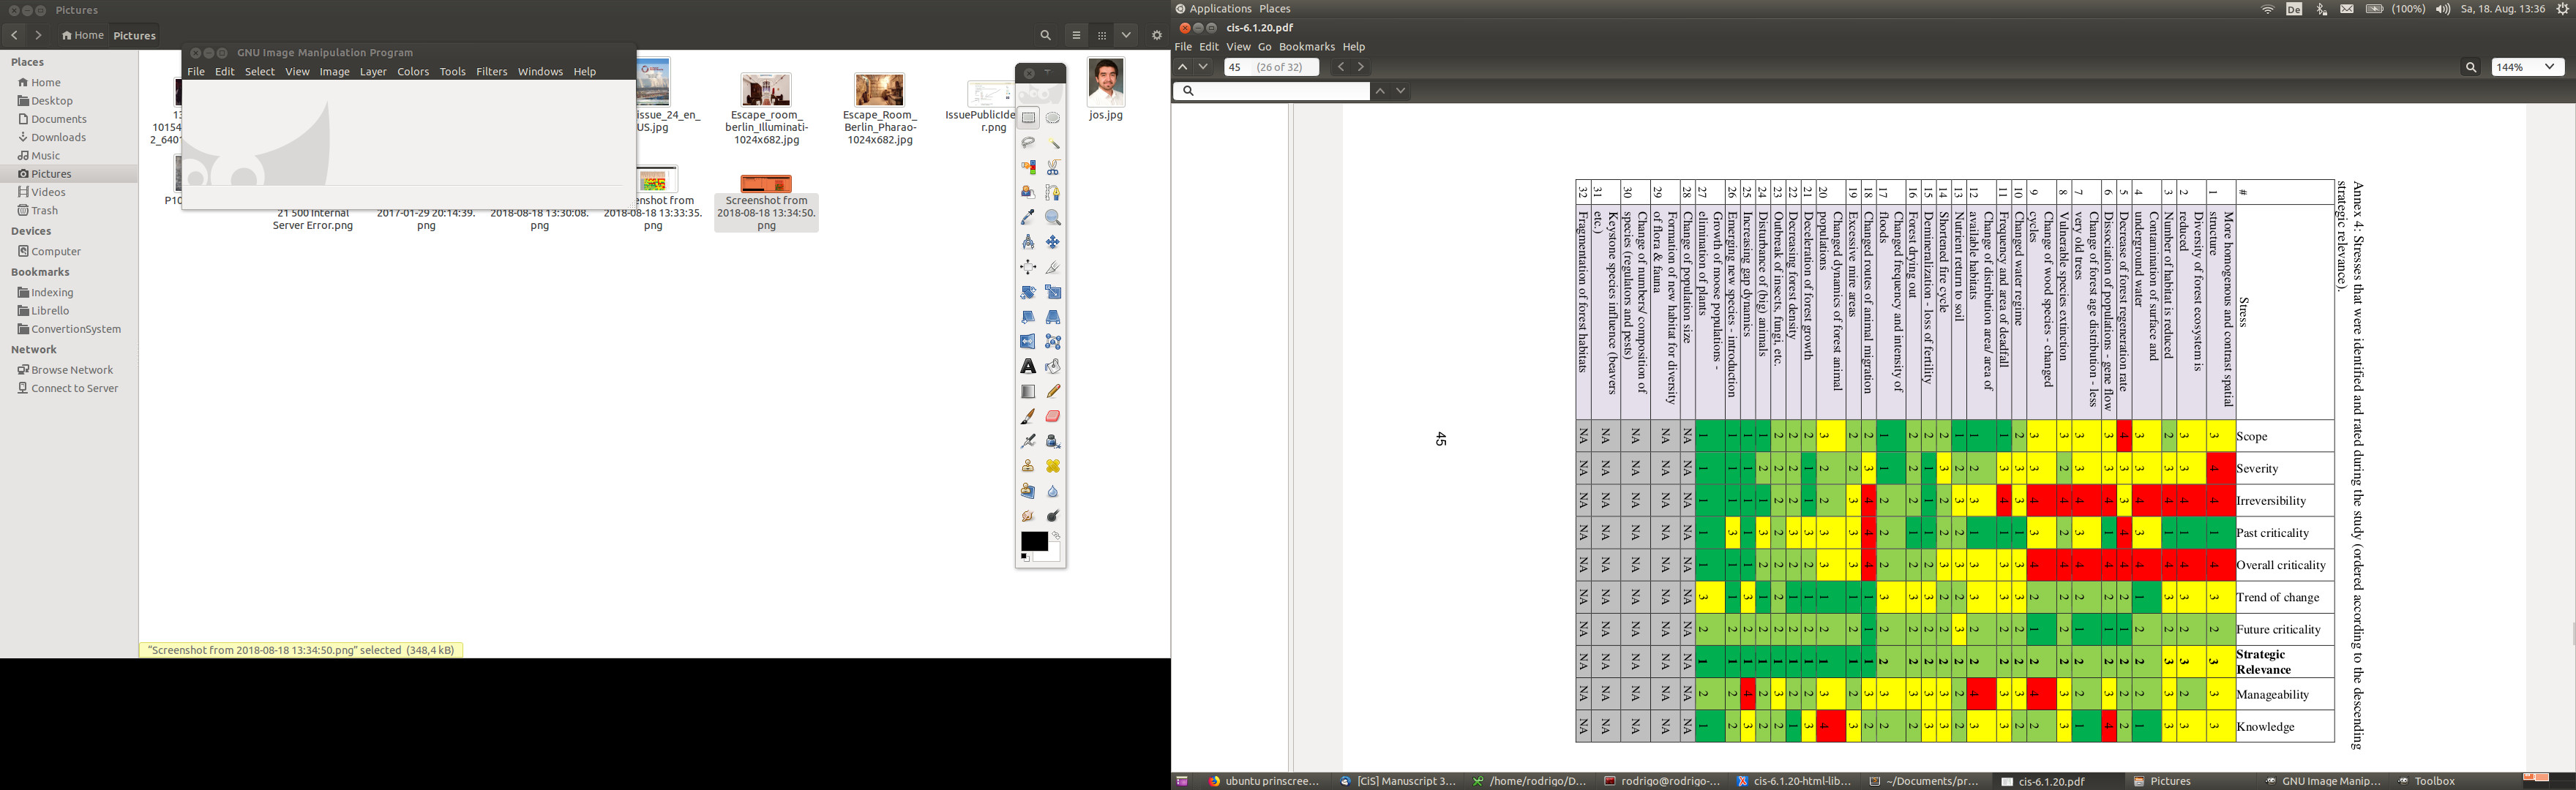 Pictures
Home
Pictures
Places
Home
Desktop
Documents
Downloads
Music
Pictures
Videos
Trash
Devices
Computer
Bookmarks
Indexing
Librello
ConvertionSystem
Network
Browse Network
Connect to Server
GNU Image Manipulation Program
File Edit Select View Image Layer Colors Tools Filters Windows Help
issue_24_en_
US.jpg
Escape_room_
berlin_Illuminati-
1024x682.jpg
Escape_Room_
Berlin_Pharao-
1024x682.jpg
IssuePublicIde
r.png
jos.jpg
21 500 Internal
Server Error.png
2017-01-29 20:14:39.
png
2018-08-18 13:30:08.
png
2018-08-18 13:33:35.
png
Screenshot from
2018-08-18 13:34:50.
png
"Screenshot from 2018-08-18 13:34:50.png" selected (348,4 kB)
Applications Places
De
(100%)
Sa, 18. Aug. 13:36
cis-6.1.20.pdf
File Edit View Go Bookmarks Help
45 (26 of 32)
144%
Annex 4: Stresses that were identified and rated during the study (ordered according to the descending
strategic relevance).
# Stress Scope Severity Irreversibility Past criticality Overall criticality Trend of change Future criticality Strategic Relevance Manageability Knowledge
1 More homogenous and contrast spatial structure 3 4 4 1 4 3 2 3 3 3
2 Diversity of forest ecosystem is reduced 3 3 4 1 4 3 2 3 2 3
3 Number of habitat is reduced 2 3 4 1 4 3 2 3 3 3
4 Contamination of surface and underground water 3 3 4 3 4 1 2 2 2 1
5 Decrease of forest regeneration rate 4 3 3 4 4 2 1 2 2 2
6 Dissociation of populations - gene flow 3 3 4 1 4 2 1 2 3 4
7 Change of forest age distribution - less very old trees 3 3 4 3 4 2 1 2 2 1
8 Vulnerable species extinction 3 2 4 2 4 2 2 2 3 3
9 Change of wood species - changed cycles 3 3 4 3 4 2 1 2 4 2
10 Changed water regime 2 3 3 1 3 3 2 2 3 2
11 Frequency and area of deadfall 1 3 4 1 3 3 2 2 3 3
12 Change of distribution area/ area of available habitats 1 2 3 1 3 3 2 2 4 3
13 Nutrient return to soil 1 2 3 2 3 2 3 2 2 2
14 Shortened fire cycle 2 3 2 2 3 2 2 2 3 3
15 Demineralization - loss of fertility 2 1 1 1 2 3 2 2 3 3
16 Forest drying out 2 2 2 1 2 3 2 2 3 2
17 Changed frequency and intensity of floods 1 1 2 2 2 3 2 2 3 2
18 Changed routes of animal migration 2 3 4 4 4 1 1 1 3 2
19 Excessive mire areas 2 2 3 3 3 1 2 1 2 3
20 Changed dynamics of forest animal populations 3 2 2 3 3 1 2 1 3 4
21 Deceleration of forest growth 2 1 1 3 2 1 2 1 3 3
22 Decreasing forest density 2 2 2 3 2 1 2 1 2 1
23 Outbreak of insects, fungi, etc. 2 2 2 2 2 2 2 1 3 2
24 Disturbance of (big) animals 1 2 1 3 2 1 2 1 2 2
25 Increasing gap dynamics 1 1 1 1 1 3 2 1 4 3
26 Emerging new species - introduction 1 1 1 3 1 1 2 1 2 2
27 Growth of moose populations - elimination of plants 1 1 1 1 1 3 2 1 2 1
28 Change of population size NA NA NA NA NA NA NA NA NA NA
29 Formation of new habitat for diversity of flora & fauna NA NA NA NA NA NA NA NA NA NA
30 Change of numbers/ composition of species (regulators and pests) NA NA NA NA NA NA NA NA NA NA
31 Keystone species influence (beavers etc.) NA NA NA NA NA NA NA NA NA NA
32 Fragmentation of forest habitats NA NA NA NA NA NA NA NA NA NA
45
ubuntu prinscree... [CiS] Manuscript 3... /home/rodrigo/D... rodrigo@rodrigo-... cis-6.1.20-html-lib... ~/Documents/pr... cis-6.1.20.pdf Pictures GNU Image Manip... Toolbox